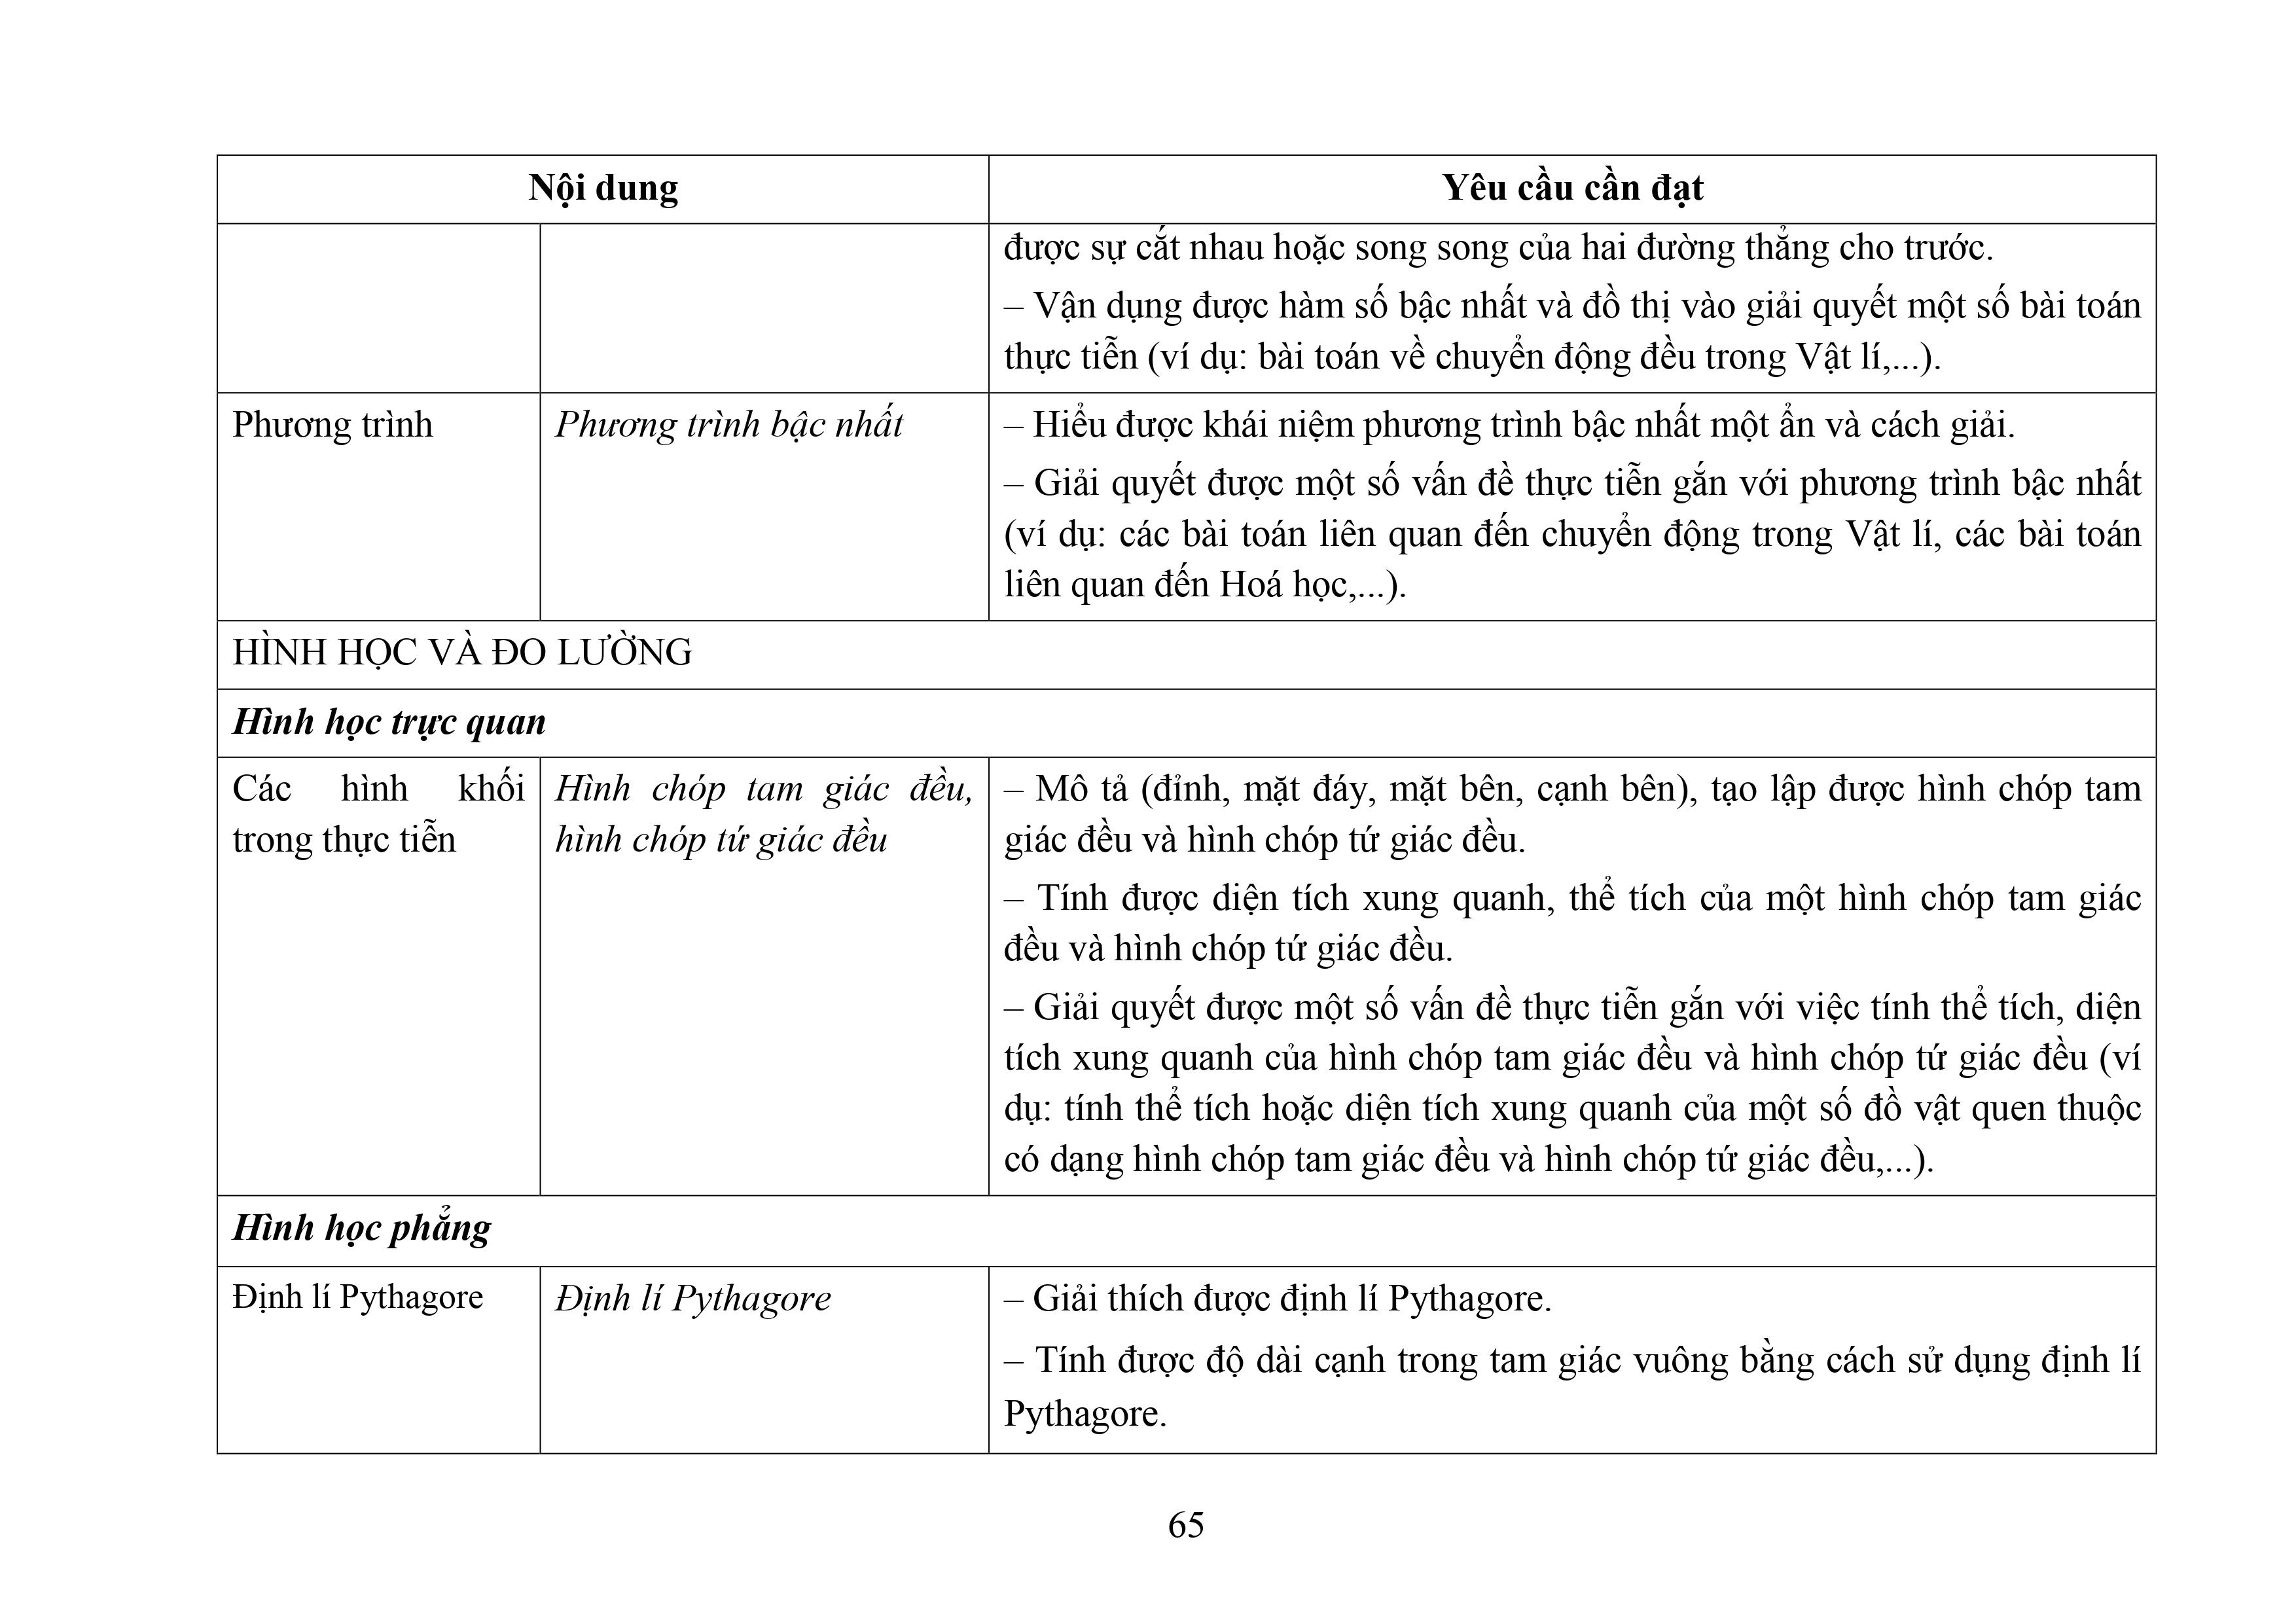 Nội dung
Yêu cầu cần đạt
được sự cắt nhau hoặc song song của hai đường thẳng cho trước.
– Vận dụng được hàm số bậc nhất và đồ thị vào giải quyết một số bài toán
thực tiễn (ví dụ: bài toán về chuyển động đều trong Vật lí,...).
Phương trình
Phương trình bậc nhất
– Hiểu được khái niệm phương trình bậc nhất một ẩn và cách giải.
– Giải quyết được một số vấn đề thực tiễn gắn với phương trình bậc nhất
(ví dụ: các bài toán liên quan đến chuyển động trong Vật lí, các bài toán
liên quan đến Hoá học,...).
HÌNH HỌC VÀ ĐO LƯỜNG
Hình học trực quan
Các hình khối
trong thực tiễn
Hình chóp tam giác đều,
hình chóp tứ giác đều
– Mô tả (đỉnh, mặt đáy, mặt bên, cạnh bên), tạo lập được hình chóp tam
giác đều và hình chóp tứ giác đều.
– Tính được diện tích xung quanh, thể tích của một hình chóp tam giác
đều và hình chóp tứ giác đều.
– Giải quyết được một số vấn đề thực tiễn gắn với việc tính thể tích, diện
tích xung quanh của hình chóp tam giác đều và hình chóp tứ giác đều (ví
dụ: tính thể tích hoặc diện tích xung quanh của một số đồ vật quen thuộc
có dạng hình chóp tam giác đều và hình chóp tứ giác đều,...).
Hình học phẳng
Định lí Pythagore
Định lí Pythagore
– Giải thích được định lí Pythagore.
– Tính được độ dài cạnh trong tam giác vuông bằng cách sử dụng định lí
Pythagore.
65